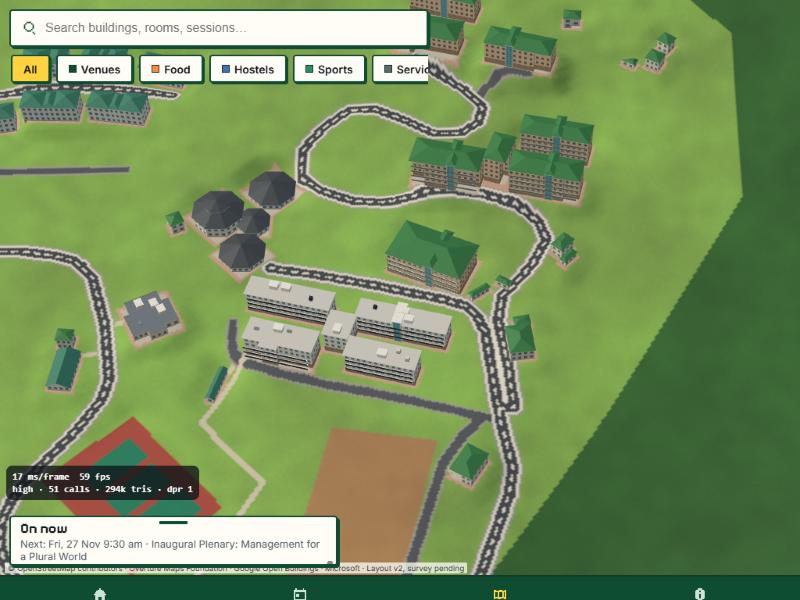 Search buildings, rooms, sessions...
All
Venues
Food
Hostels
Sports
Servic
17 ms/frame 59 fps
high · 51 calls · 294k tris · dpr 1
On now
Next: Fri, 27 Nov 9:30 am · Inaugural Plenary: Management for
a Plural World
© OpenStreetMap contributors · Overture Maps Foundation · Google Open Buildings · Microsoft · Layout v2, survey pending